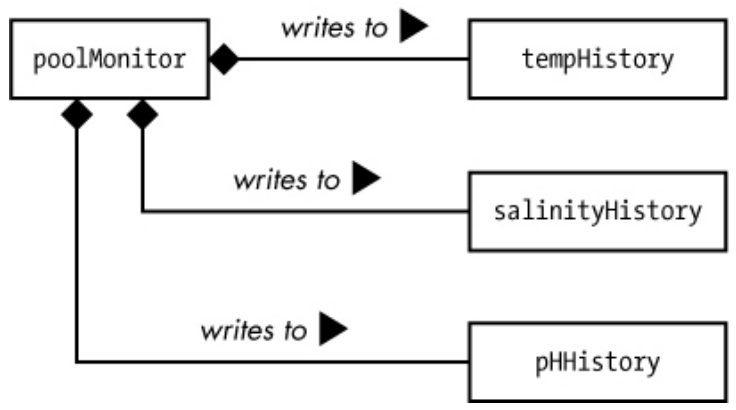 writes to
poolMonitor
tempHistory
writes to
salinityHistory
writes to
pHHistory